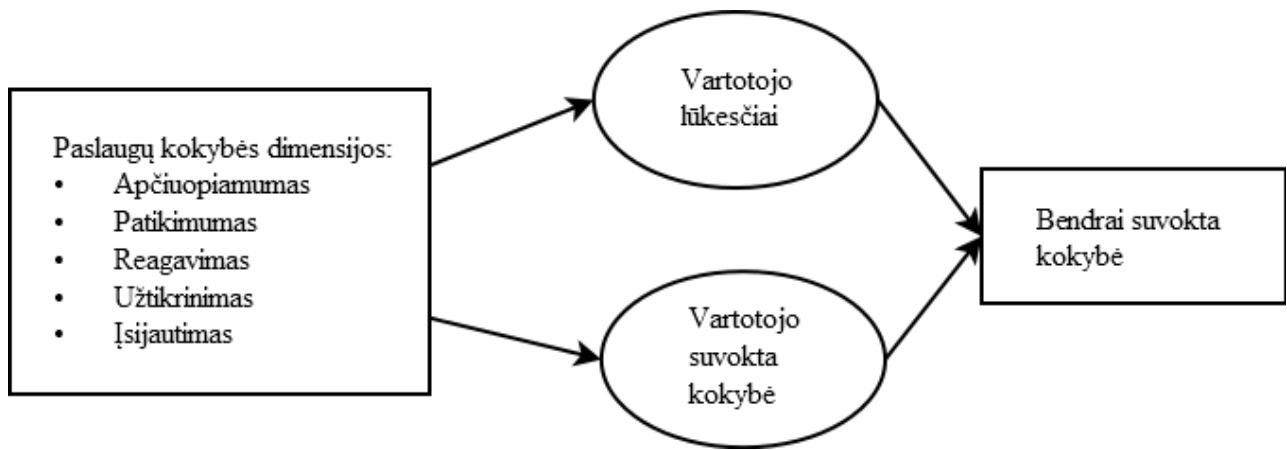 Paslaugų kokybės dimensijos:
• Apčiuopiamumas
• Patikimumas
• Reagavimas
• Užtikrinimas
• Įsijautimas
Vartotojo
lūkesčiai
Vartotojo
suvokta
kokybė
Bendrai suvokta
kokybė